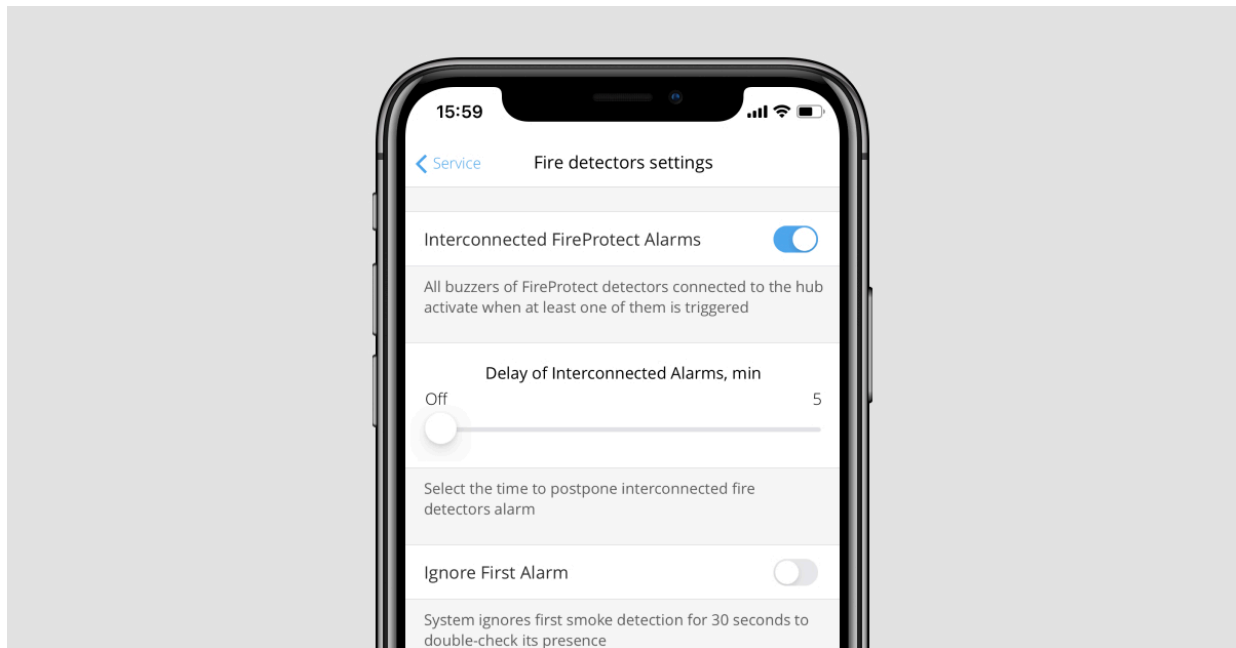 15:59
Service
Fire detectors settings
Interconnected FireProtect Alarms
All buzzers of FireProtect detectors connected to the hub
activate when at least one of them is triggered
Delay of Interconnected Alarms, min
Off 5
Select the time to postpone interconnected fire
detectors alarm
Ignore First Alarm
System ignores first smoke detection for 30 seconds to
double-check its presence